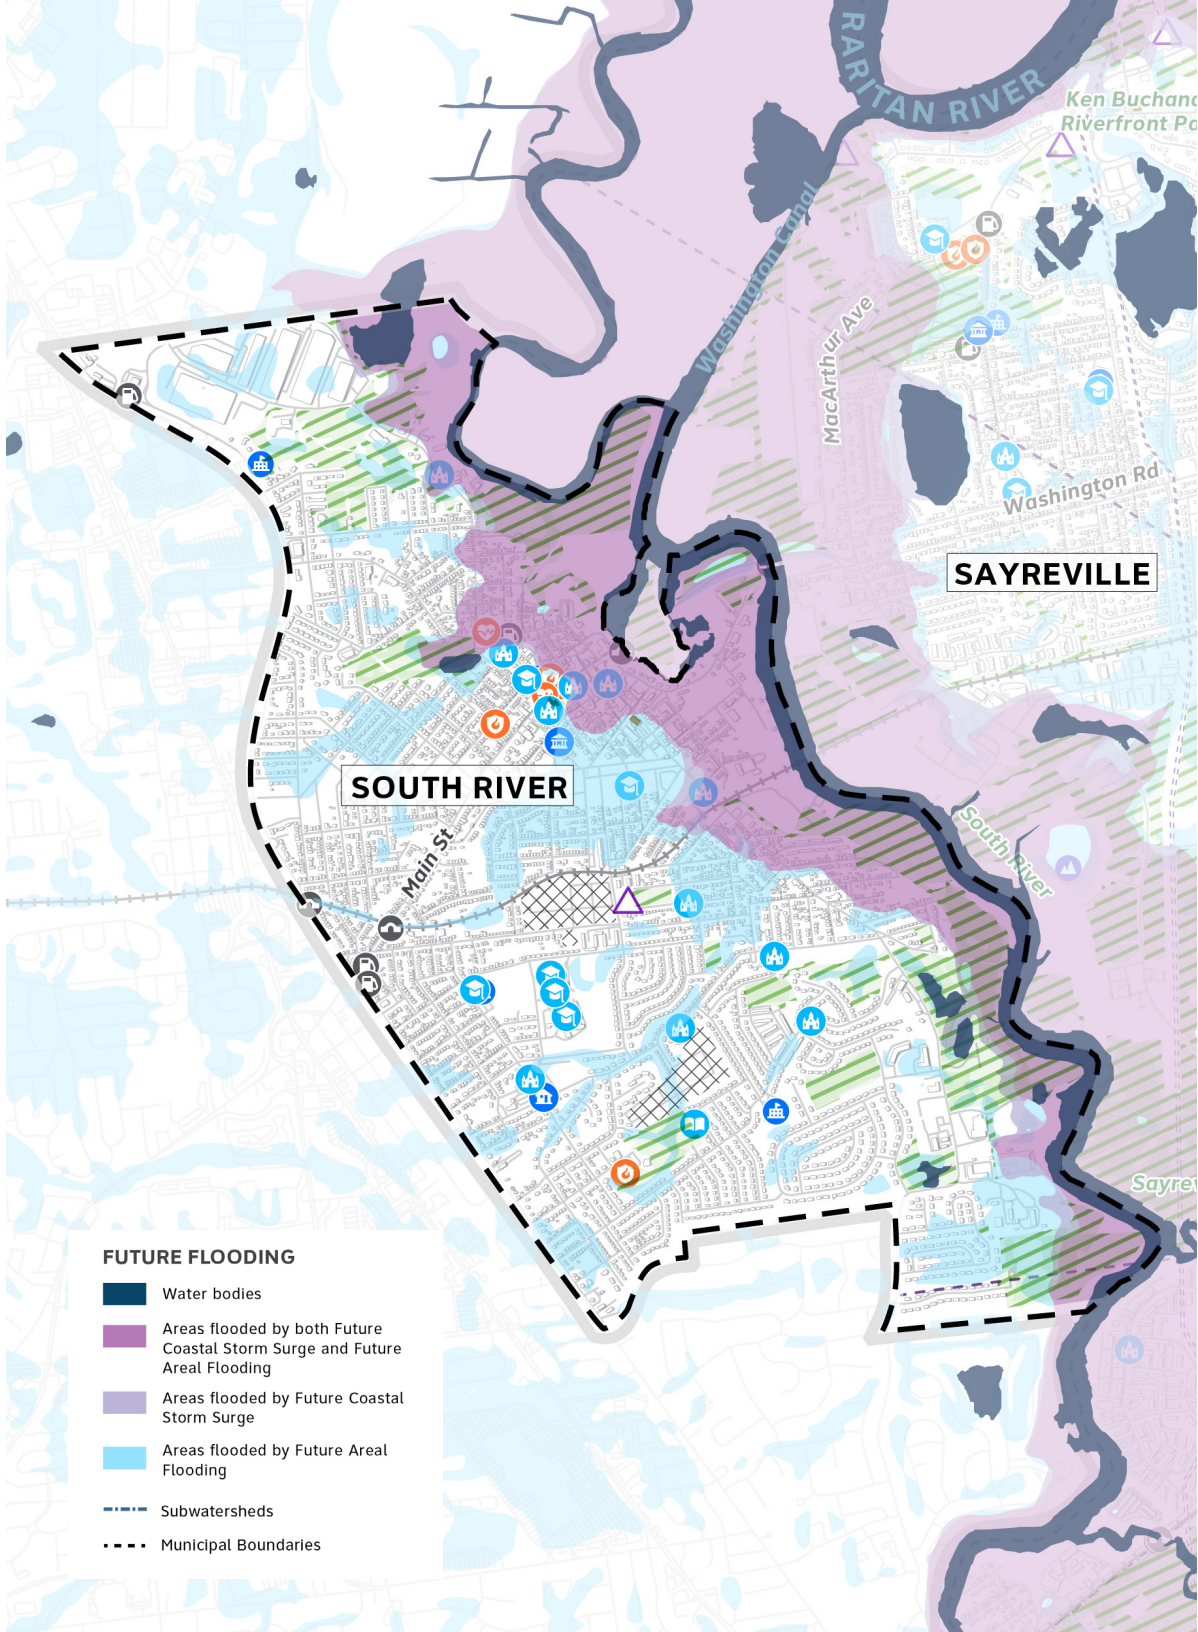 RARITAN RIVER
Ken Buchana
Riverfront Pa
Washington Canal
MacArthur Ave
Washington Rd
SAYREVILLE
SOUTH RIVER
Main St
South River
Sayrev
FUTURE FLOODING
Water bodies
Areas flooded by both Future
Coastal Storm Surge and Future
Areal Flooding
Areas flooded by Future Coastal
Storm Surge
Areas flooded by Future Areal
Flooding
Subwatersheds
Municipal Boundaries